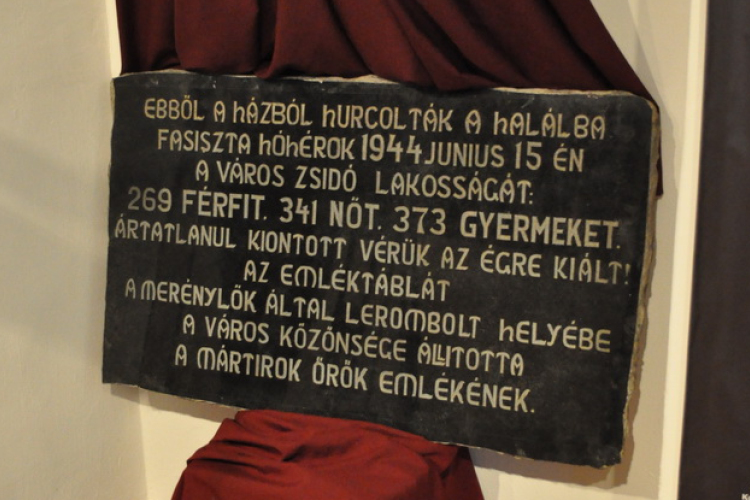 EBBŐL A hÁZBÓL hURCOLTÁK A hALÁLBA
FASISZTA hÓhÉROK 1944 JUNIUS 15 ÉN
A VÁROS ZSIDÓ LAKOSSÁGÁT:
269 FÉRFIT. 341 NŐT. 373 GYERMEKET.
ÁRTATLANUL KIONTOTT VÉRÜK AZ ÉGRE KIÁLT!
AZ EMLÉKTÁBLÁT
A MERÉNYLŐK ÁLTAL LEROMBOLT hELYÉBE
A VÁROS KÖZÖNSÉGE ÁLLITOTTA
A MÁRTIROK ÖRÖK EMLÉKÉNEK.